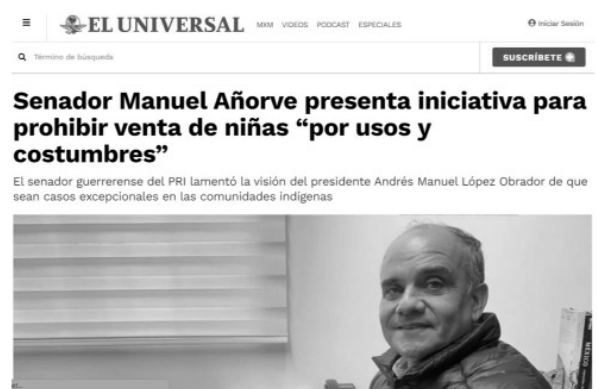 EL UNIVERSAL MXM VIDEOS PODCAST ESPECIALES Iniciar Sesión
Término de búsqueda SUSCRÍBETE
Senador Manuel Añorve presenta iniciativa para
prohibir venta de niñas “por usos y
costumbres”
El senador guerrerense del PRI lamentó la visión del presidente Andrés Manuel López Obrador de que
sean casos excepcionales en las comunidades indígenas
MÉXICO